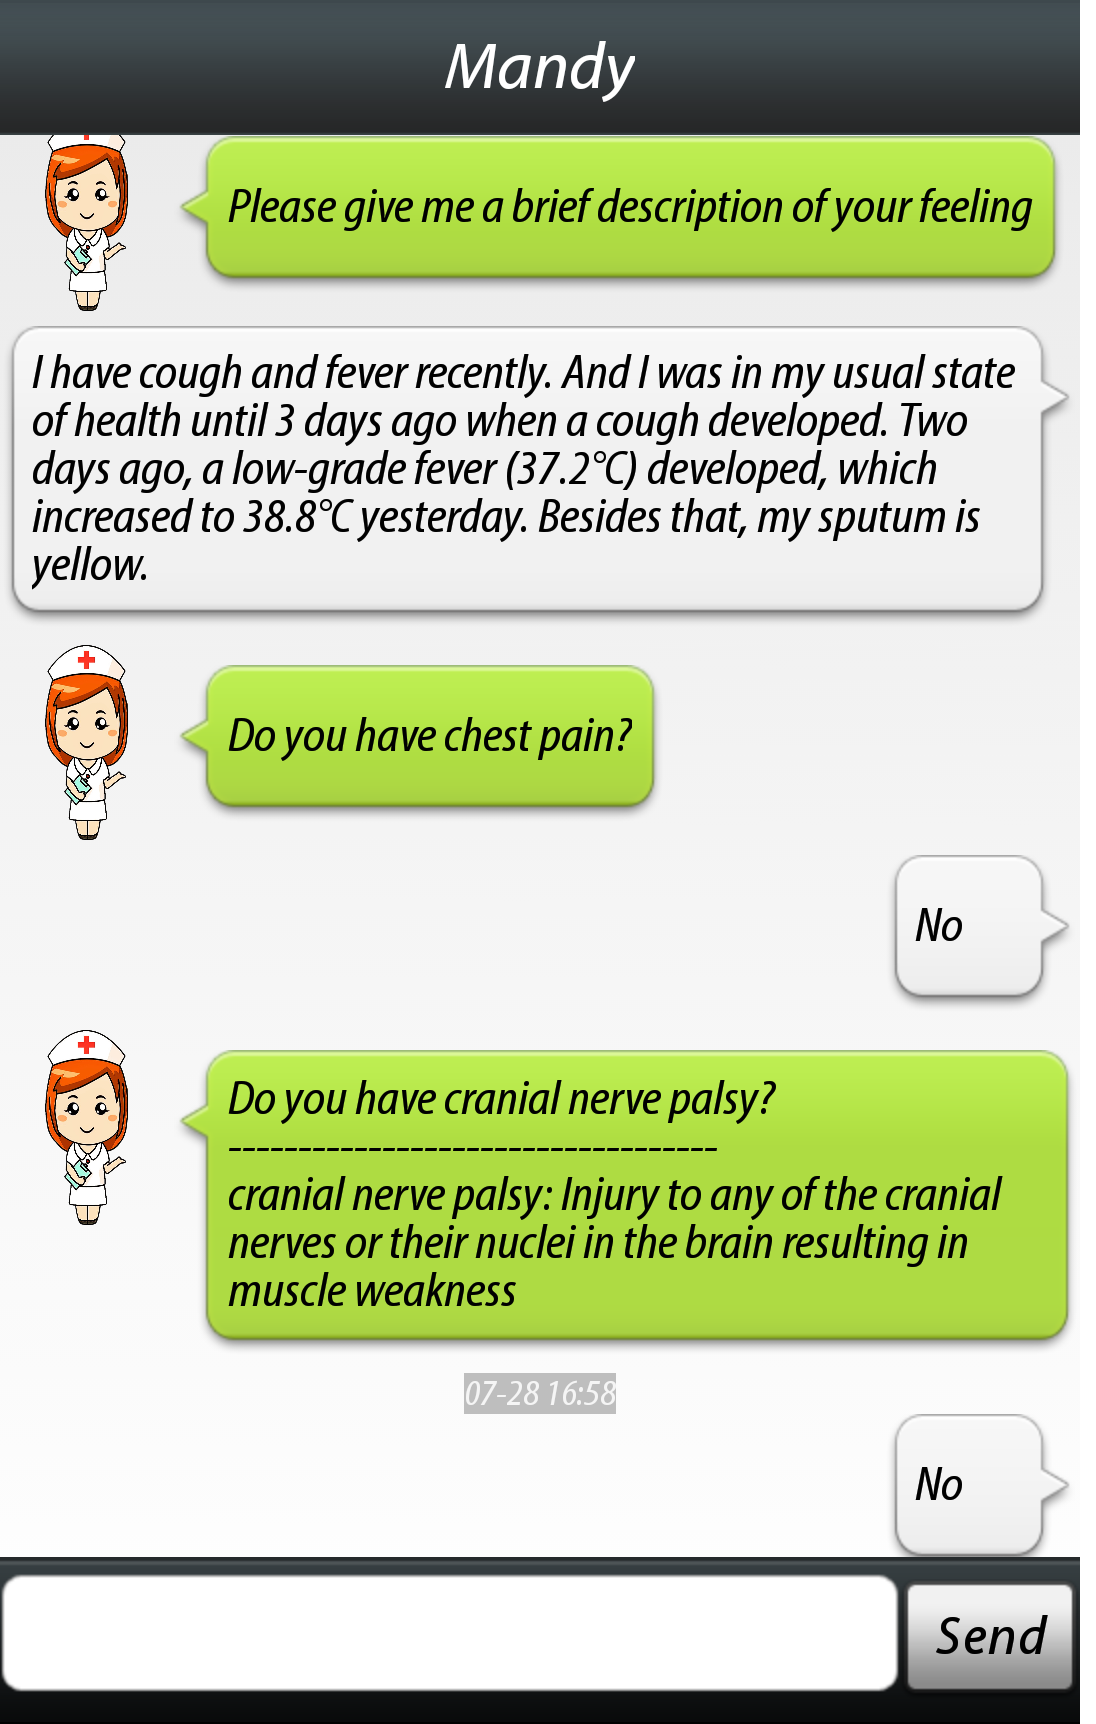 Mandy
Please give me a brief description of your feeling
I have cough and fever recently. And I was in my usual state
of health until 3 days ago when a cough developed. Two
days ago, a low-grade fever (37.2°C) developed, which
increased to 38.8°C yesterday. Besides that, my sputum is
yellow.
Do you have chest pain?
No
Do you have cranial nerve palsy?
-----------------------------------
cranial nerve palsy: Injury to any of the cranial
nerves or their nuclei in the brain resulting in
muscle weakness
07-28 16:58
No
Send